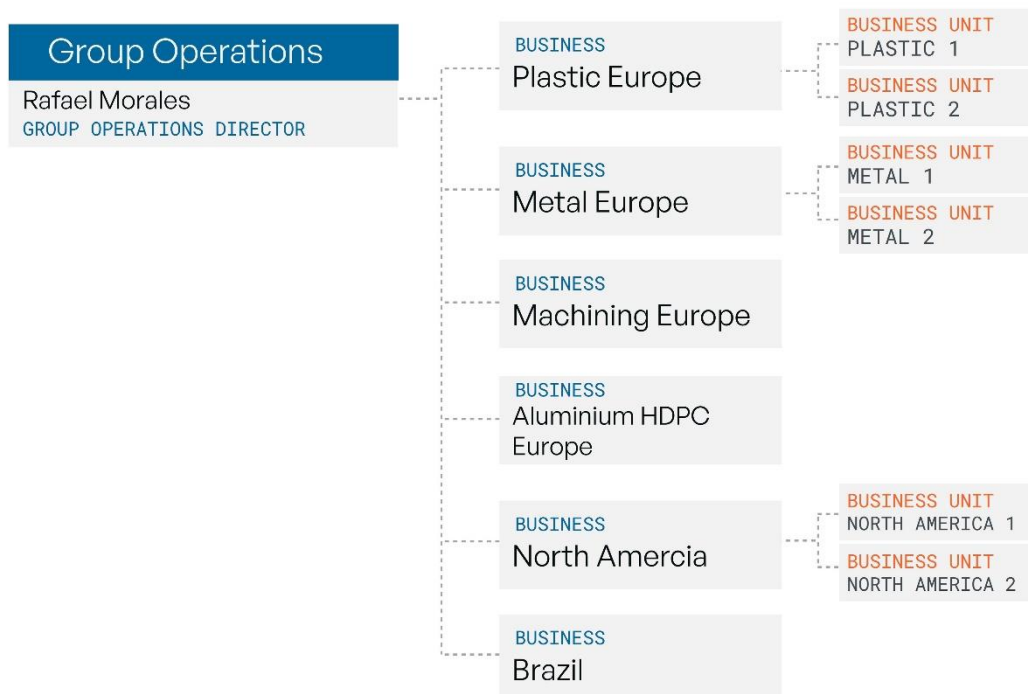 Group Operations
Rafael Morales
GROUP OPERATIONS DIRECTOR
BUSINESS
Plastic Europe
BUSINESS UNIT
PLASTIC 1
BUSINESS UNIT
PLASTIC 2
BUSINESS
Metal Europe
BUSINESS UNIT
METAL 1
BUSINESS UNIT
METAL 2
BUSINESS
Machining Europe
BUSINESS
Aluminium HDPC
Europe
BUSINESS
North Amercia
BUSINESS UNIT
NORTH AMERICA 1
BUSINESS UNIT
NORTH AMERICA 2
BUSINESS
Brazil